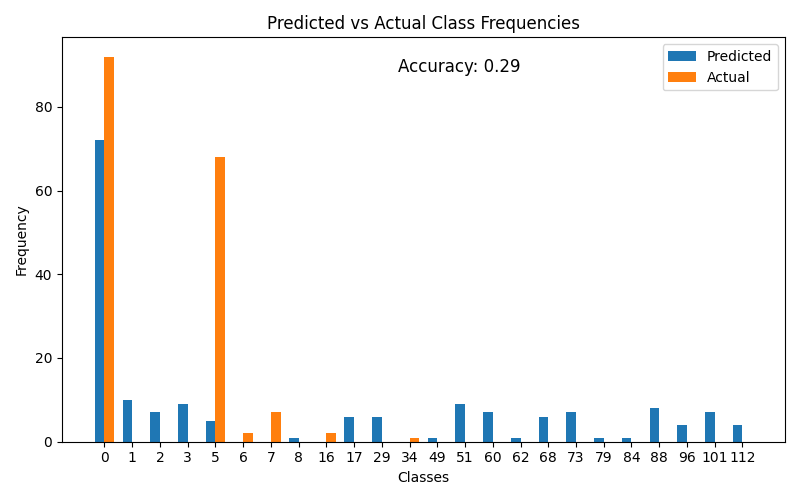 Predicted vs Actual Class Frequencies
Accuracy: 0.29
Predicted
Actual
Frequency
80
60
40
20
0
0 1 2 3 5 6 7 8 16 17 29 34 49 51 60 62 68 73 79 84 88 96 101 112
Classes